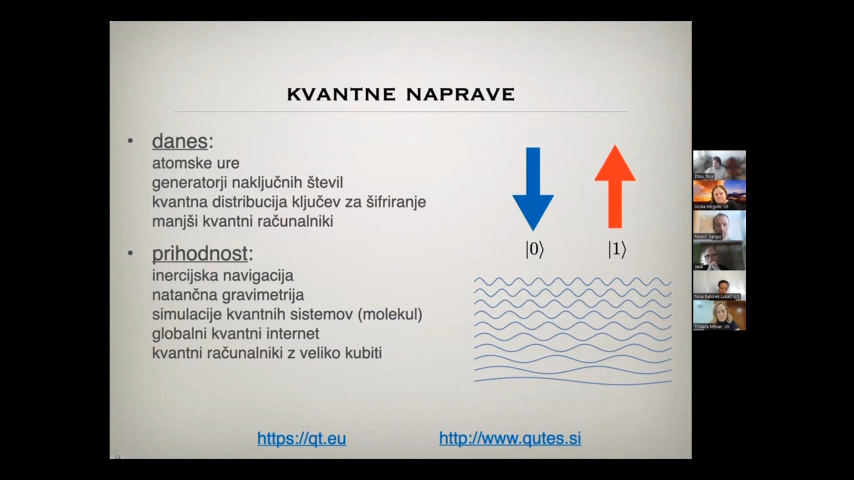 KVANTNE NAPRAVE
• danes:
atomske ure
generatorji naključnih števil
kvantna distribucija ključev za šifriranje
manjši kvantni računalniki
• prihodnost:
inercijska navigacija
natančna gravimetrija
simulacije kvantnih sistemov (molekul)
globalni kvantni internet
kvantni računalniki z veliko kubiti
|0⟩ |1⟩
https://qt.eu
http://www.qutes.si